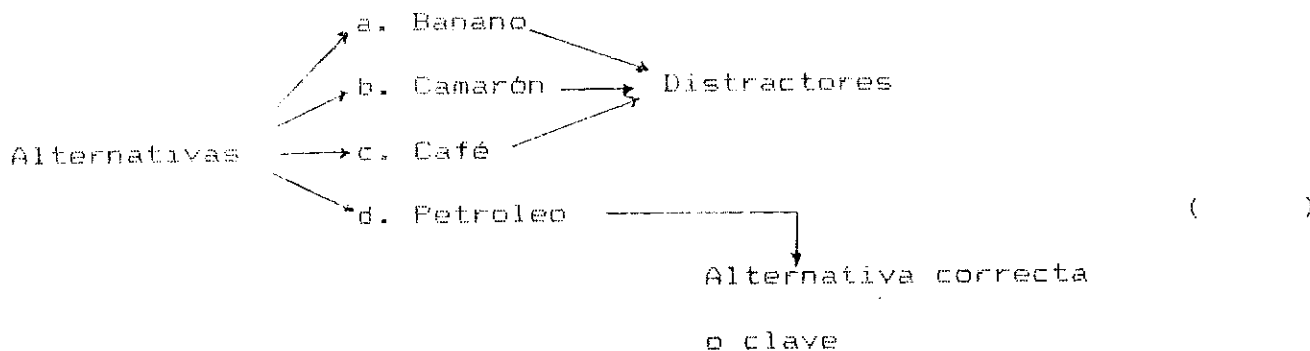 a. Banano
b. Camarón
Distractores
Alternativas
c. Café
d. Petroleo
( )
Alternativa correcta
o clave